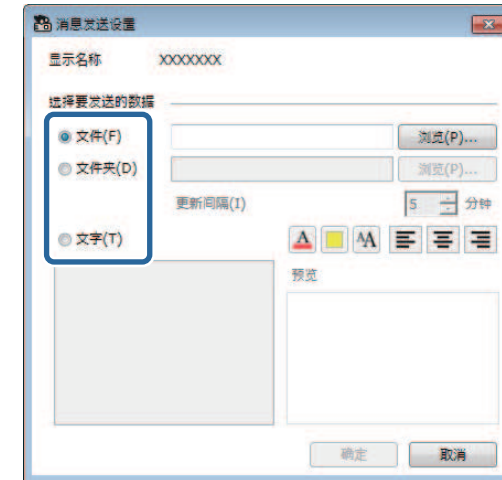 消息发送设置
显示名称 XXXXXXX
选择要发送的数据
文件(F) 浏览(P)...
文件夹(D) 浏览(P)...
更新间隔(I) 5 分钟
文字(T) A AA
预览
确定 取消